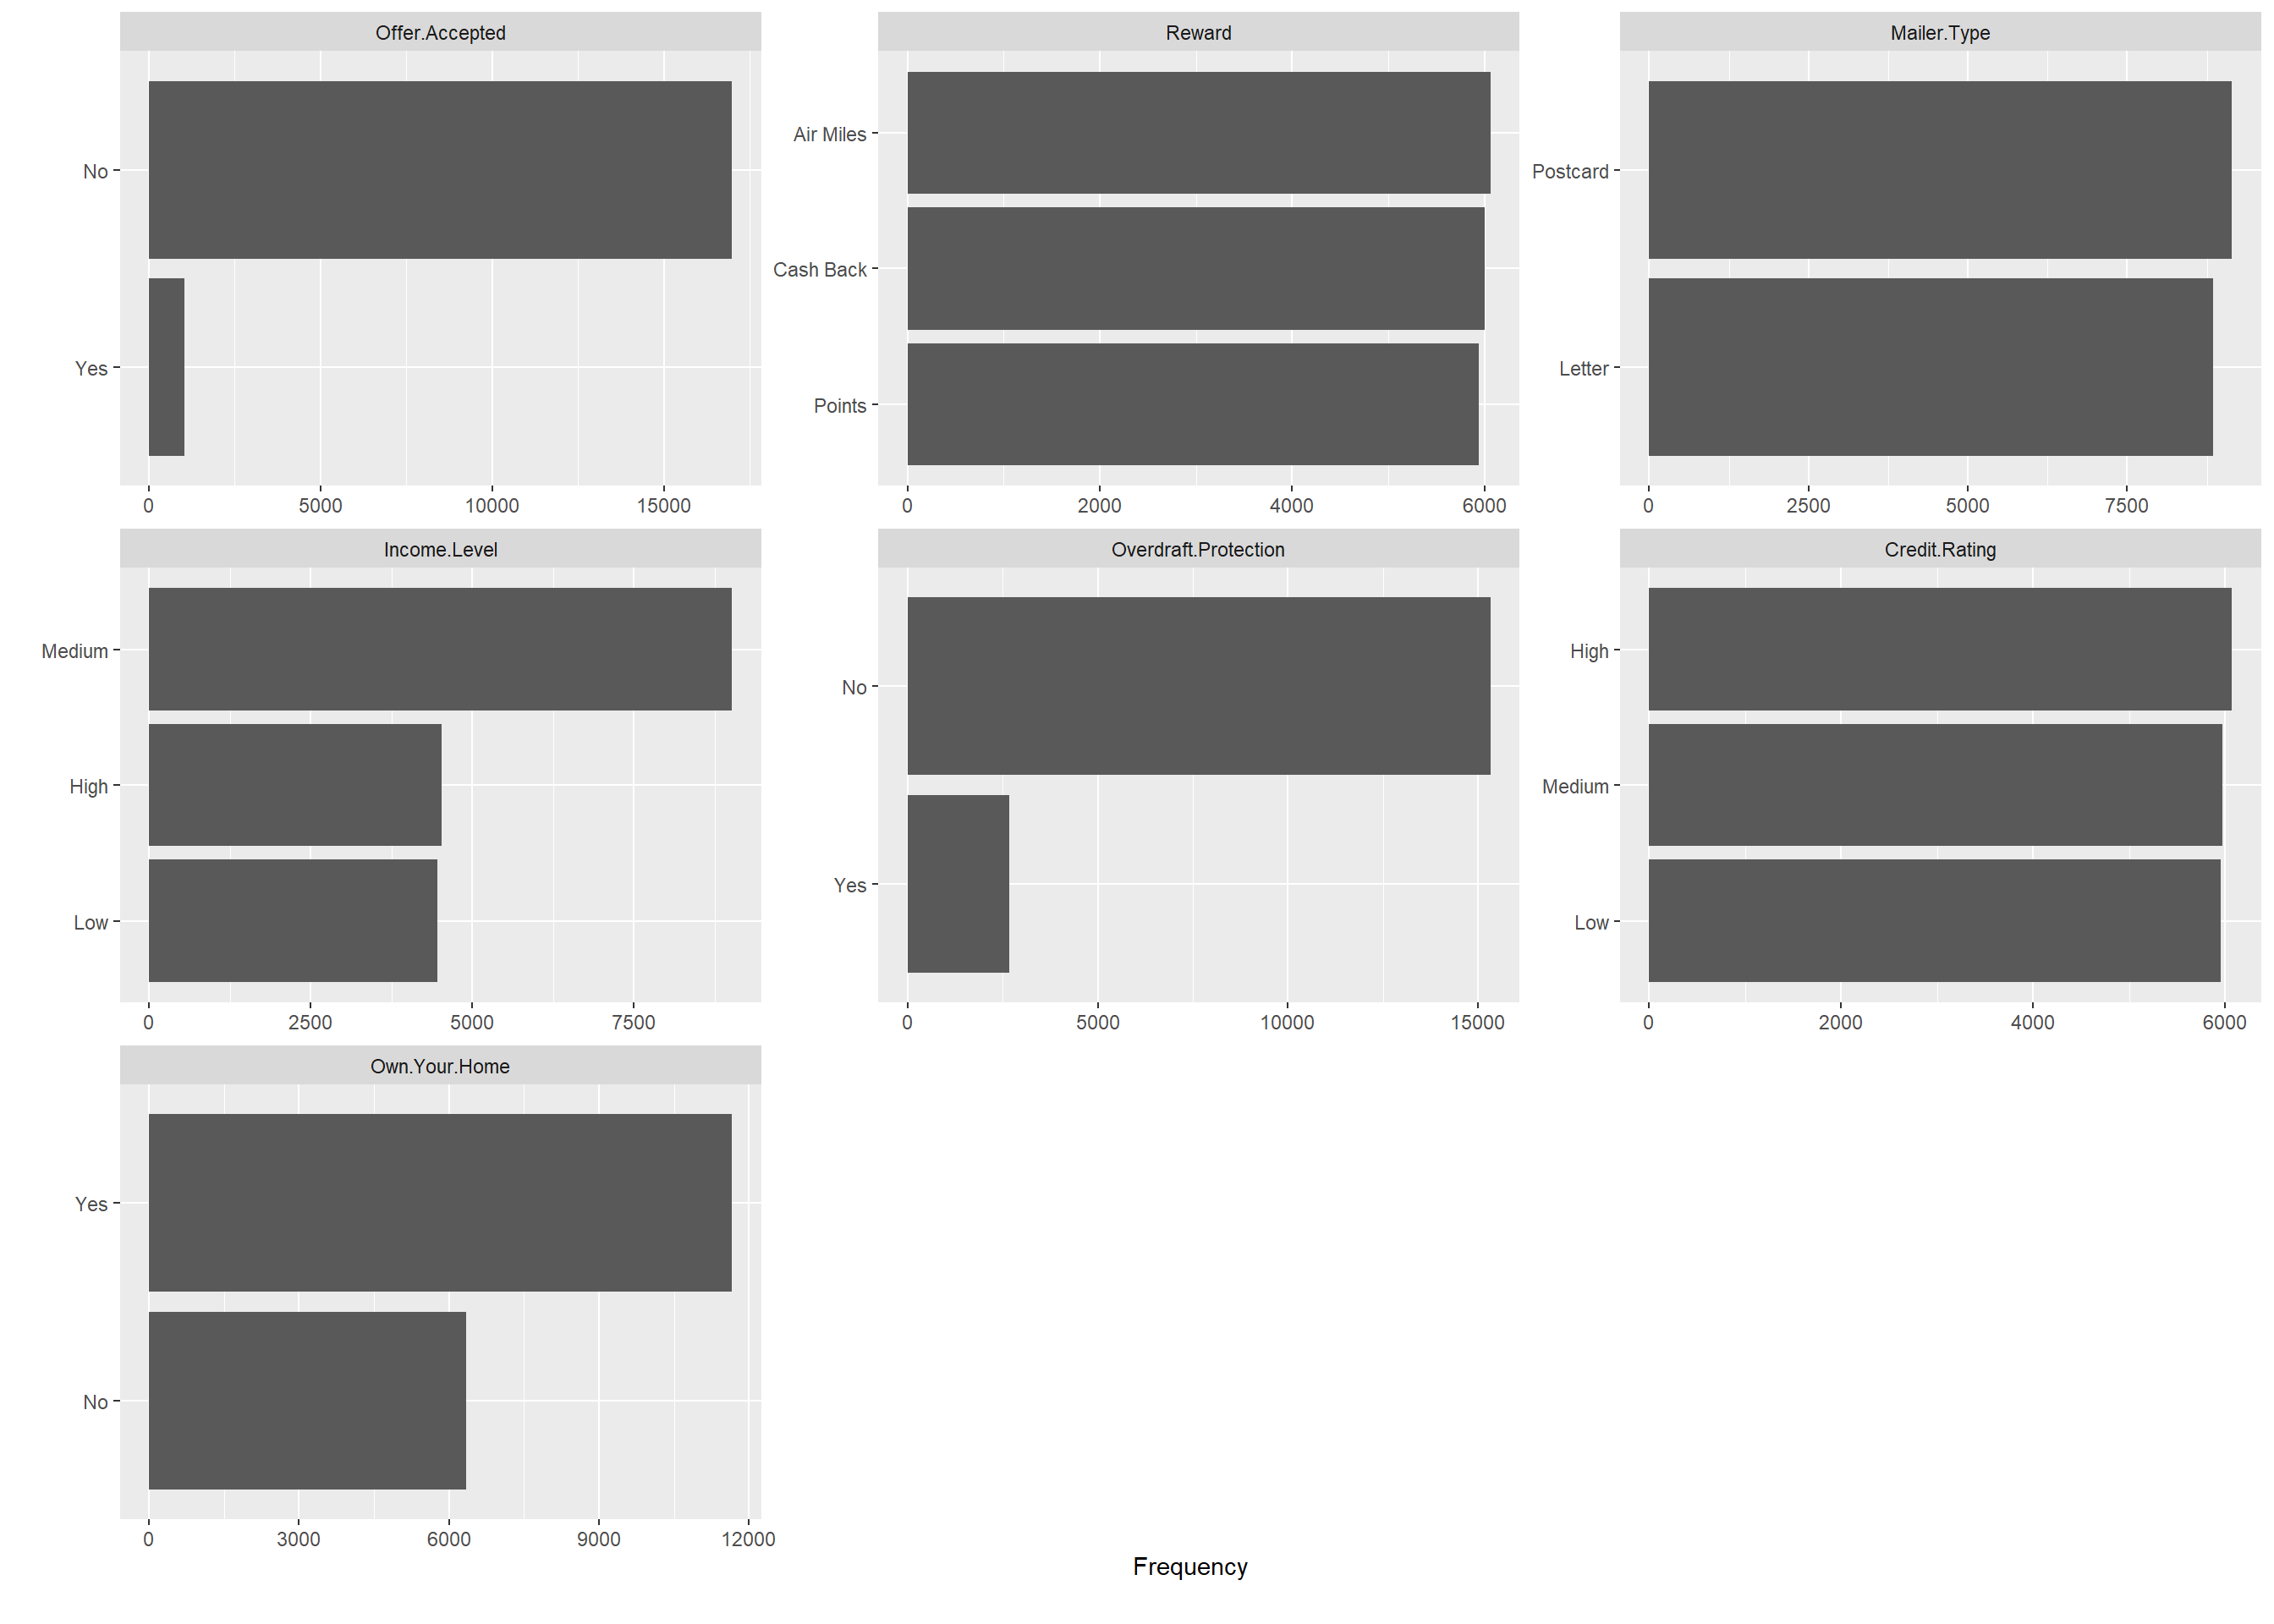 Offer.Accepted
No
Yes
0 5000 10000 15000
Reward
Air Miles
Cash Back
Points
0 2000 4000 6000
Mailer.Type
Postcard
Letter
0 2500 5000 7500
Income.Level
Medium
High
Low
0 2500 5000 7500
Overdraft.Protection
No
Yes
0 5000 10000 15000
Credit.Rating
High
Medium
Low
0 2000 4000 6000
Own.Your.Home
Yes
No
0 3000 6000 9000 12000
Frequency